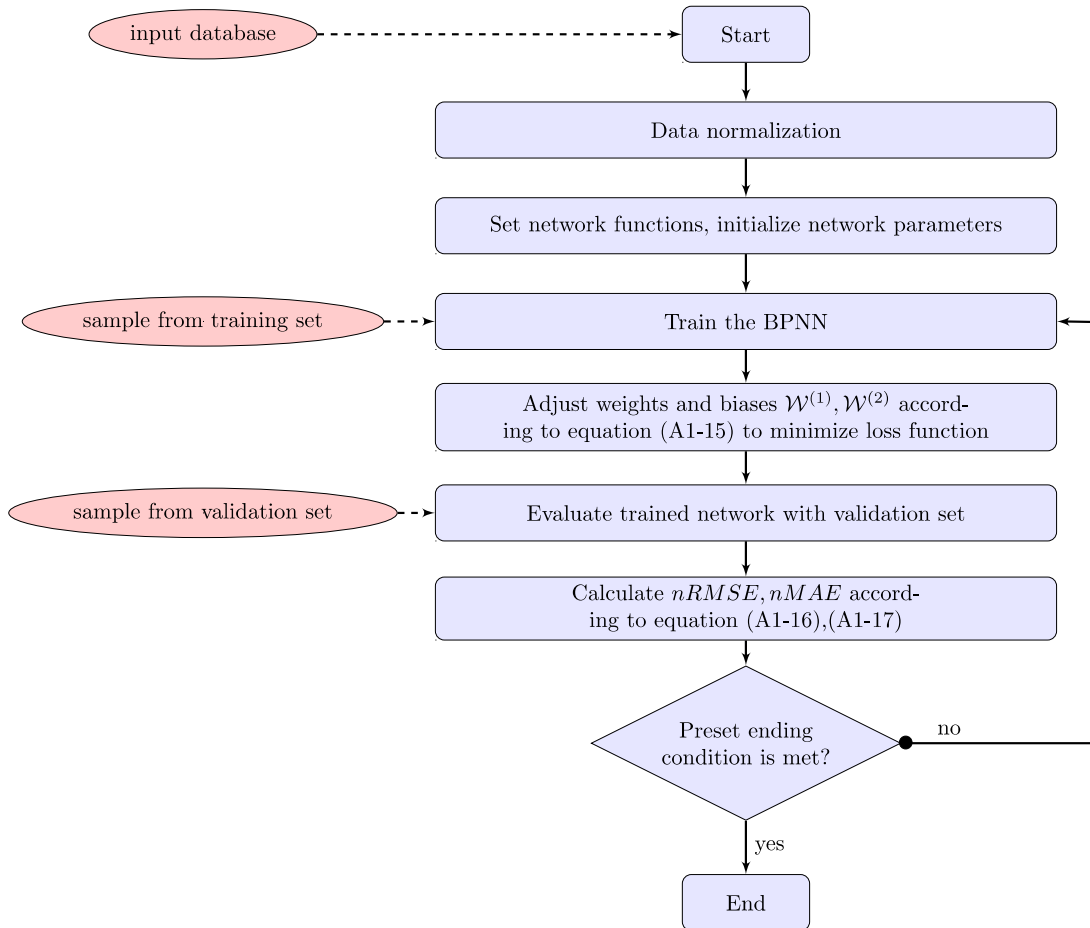 input database
Start
Data normalization
Set network functions, initialize network parameters
sample from training set
Train the BPNN
Adjust weights and biases 𝒲⁽¹⁾, 𝒲⁽²⁾ accord-
ing to equation (A1-15) to minimize loss function
sample from validation set
Evaluate trained network with validation set
Calculate nRMSE, nMAE accord-
ing to equation (A1-16),(A1-17)
Preset ending
condition is met?
no
yes
End